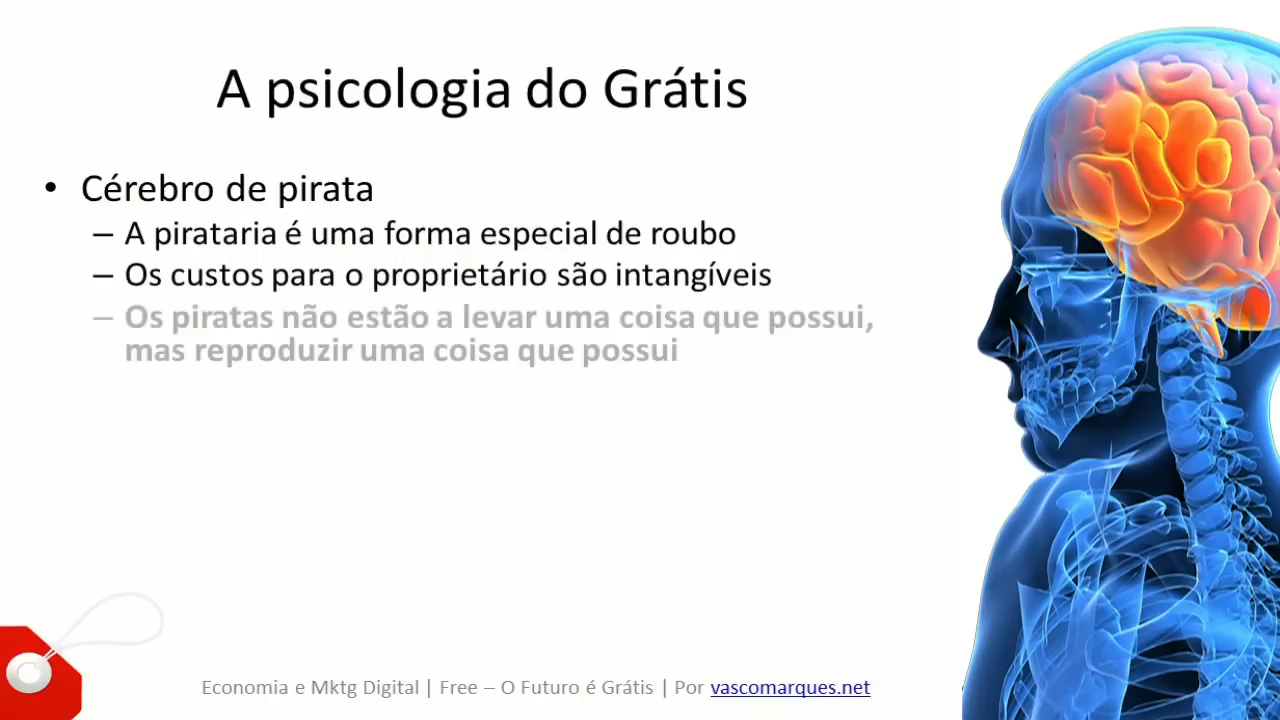 A psicologia do Grátis
• Cérebro de pirata
– A pirataria é uma forma especial de roubo
– Os custos para o proprietário são intangíveis
– Os piratas não estão a levar uma coisa que possui,
mas reproduzir uma coisa que possui
Economia e Mktg Digital | Free – O Futuro é Grátis | Por vascomarques.net